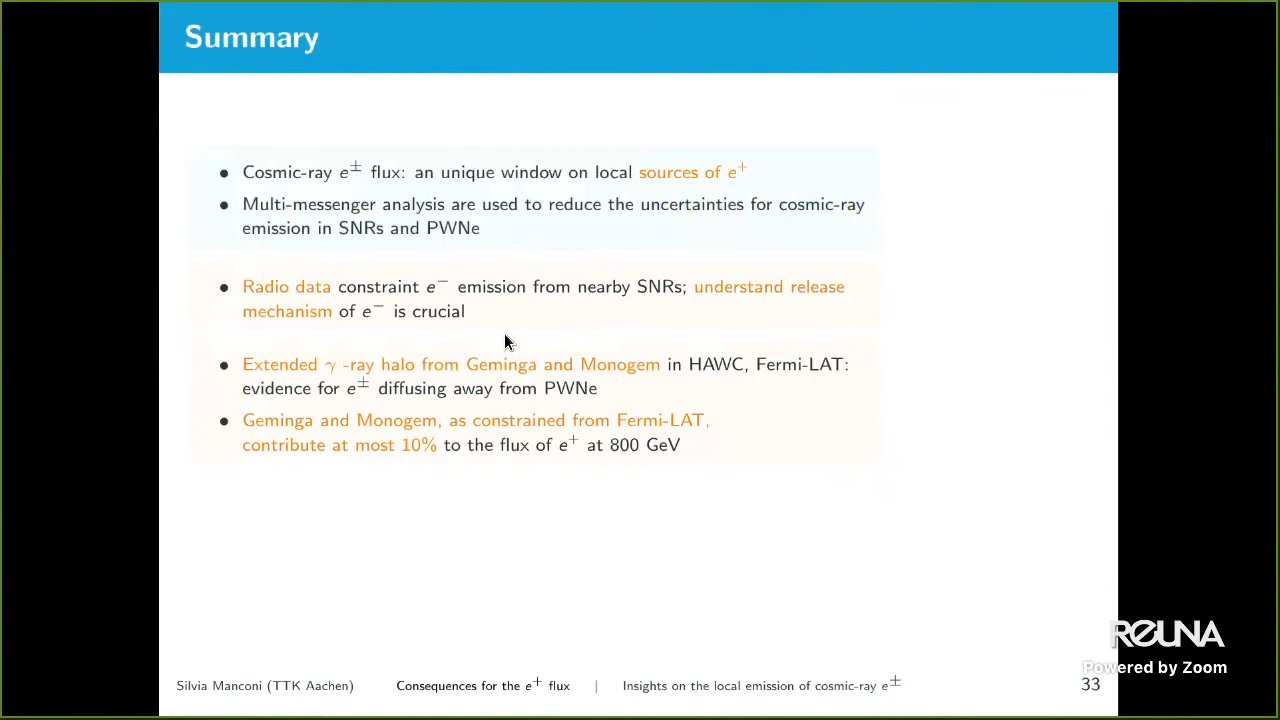 Summary
• Cosmic-ray e± flux: an unique window on local sources of e+
• Multi-messenger analysis are used to reduce the uncertainties for cosmic-ray
emission in SNRs and PWNe
• Radio data constraint e− emission from nearby SNRs; understand release
mechanism of e− is crucial
• Extended γ -ray halo from Geminga and Monogem in HAWC, Fermi-LAT:
evidence for e± diffusing away from PWNe
• Geminga and Monogem, as constrained from Fermi-LAT,
contribute at most 10% to the flux of e+ at 800 GeV
REUNA
Powered by Zoom
Silvia Manconi (TTK Aachen) Consequences for the e+ flux | Insights on the local emission of cosmic-ray e± 33